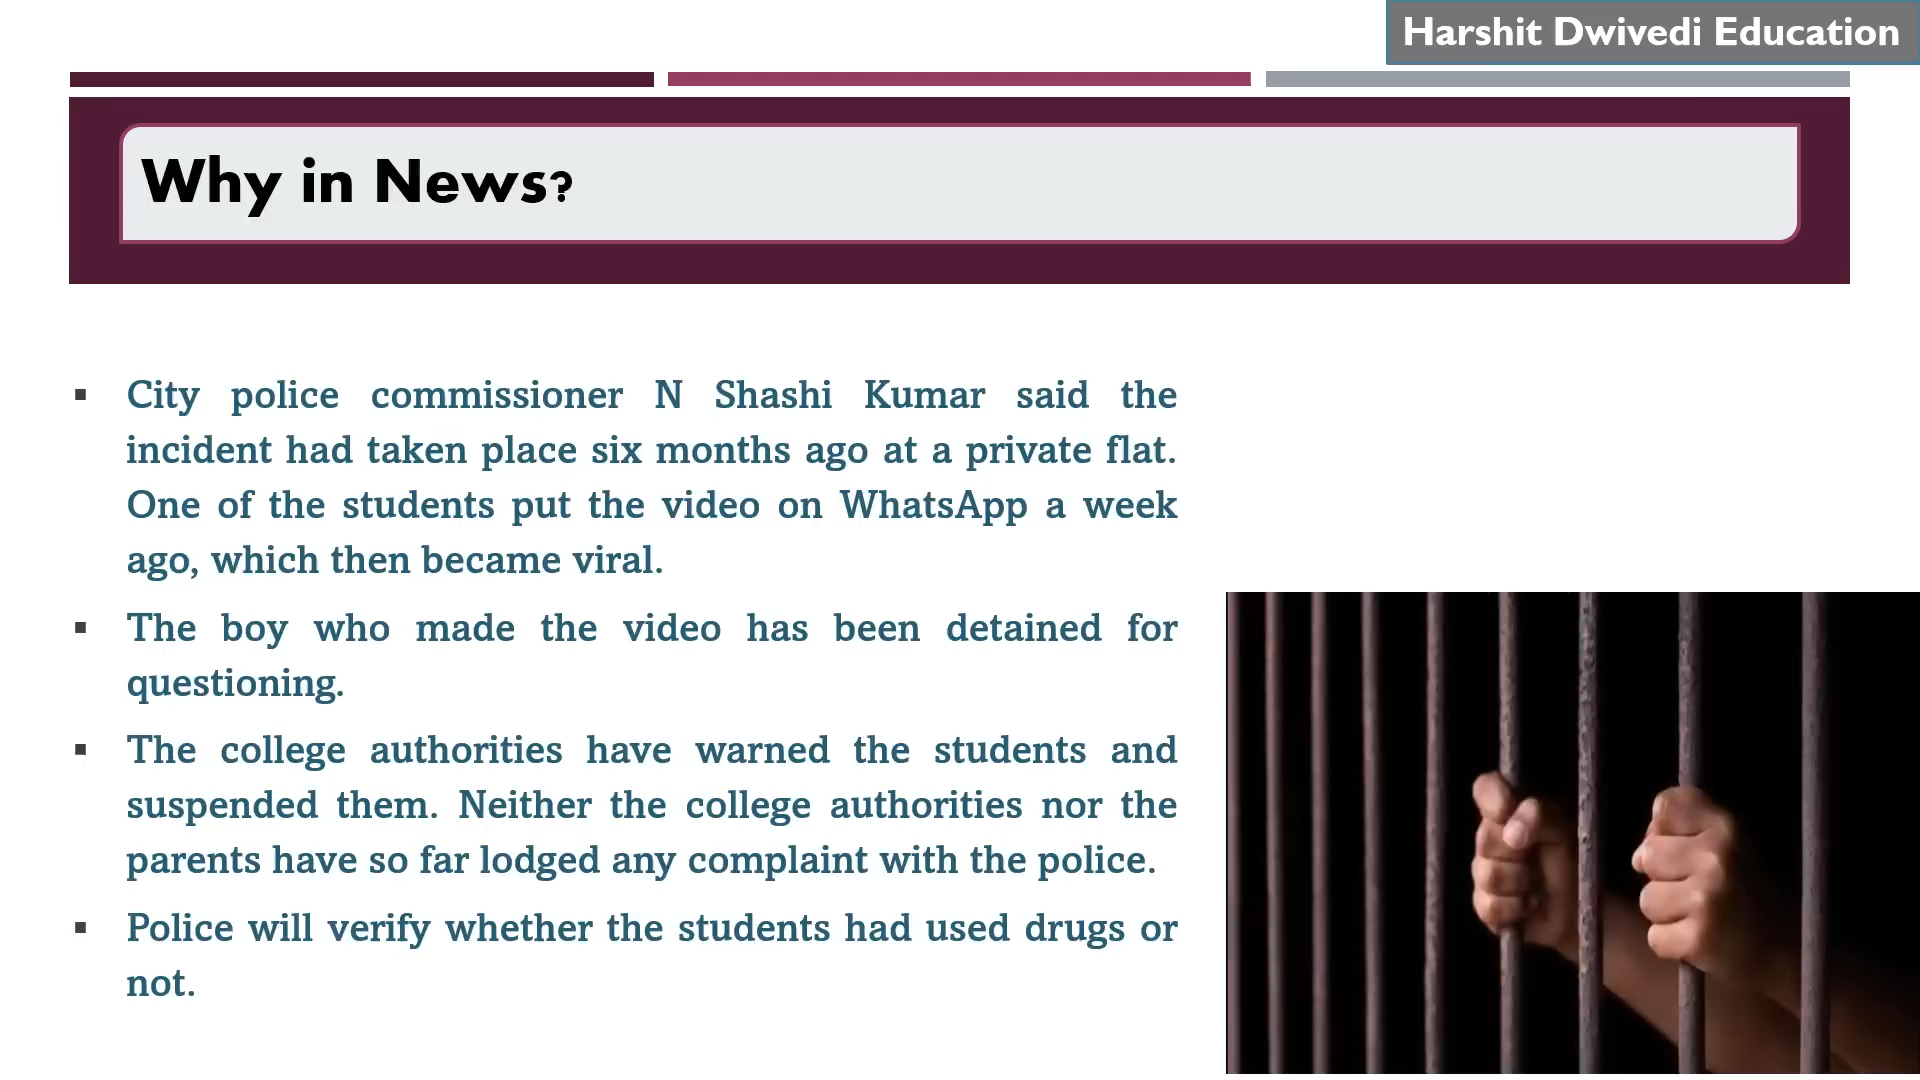 Harshit Dwivedi Education
Why in News?
▪ City police commissioner N Shashi Kumar said the
incident had taken place six months ago at a private flat.
One of the students put the video on WhatsApp a week
ago, which then became viral.
▪ The boy who made the video has been detained for
questioning.
▪ The college authorities have warned the students and
suspended them. Neither the college authorities nor the
parents have so far lodged any complaint with the police.
▪ Police will verify whether the students had used drugs or
not.